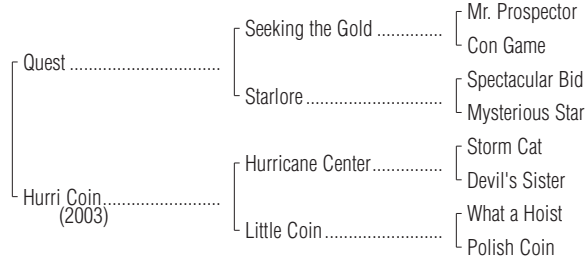 Mr. Prospector
Seeking the Gold ..............
Con Game
Quest ................................
Spectacular Bid
Starlore.............................
Mysterious Star
Storm Cat
Hurricane Center..............
Devil's Sister
Hurri Coin.........................
(2003)
What a Hoist
Little Coin.........................
Polish Coin